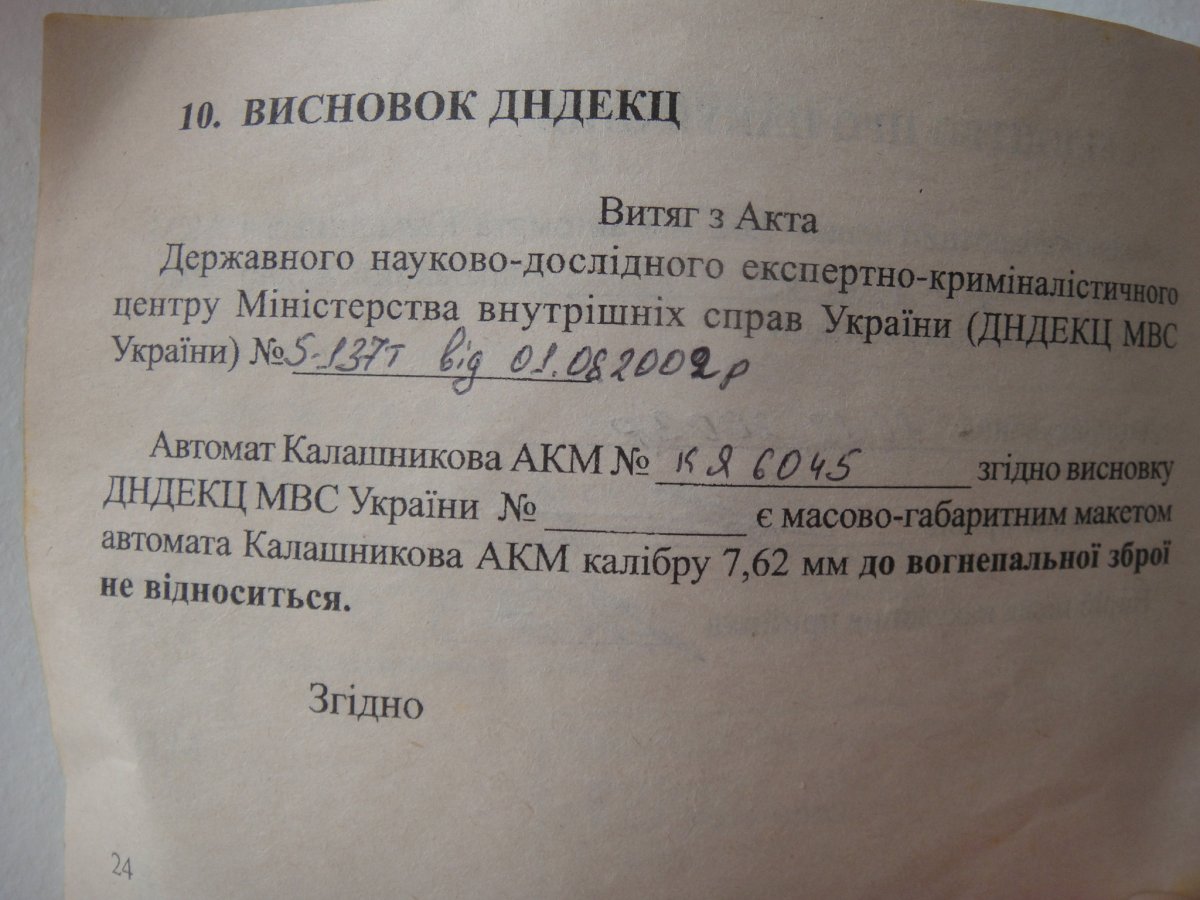 10. ВИСНОВОК ДНДЕКЦ
Витяг з Акта
Державного науково-дослідного експертно-криміналістичного
центру Міністерства внутрішніх справ України (ДНДЕКЦ МВС
України) №5-137т від 01.08.2002р
Автомат Калашникова АКМ № КЯ 6045 згідно висновку
ДНДЕКЦ МВС України № є масово-габаритним макетом
автомата Калашникова АКМ калібру 7,62 мм до вогнепальної зброї
не відноситься.
Згідно
24